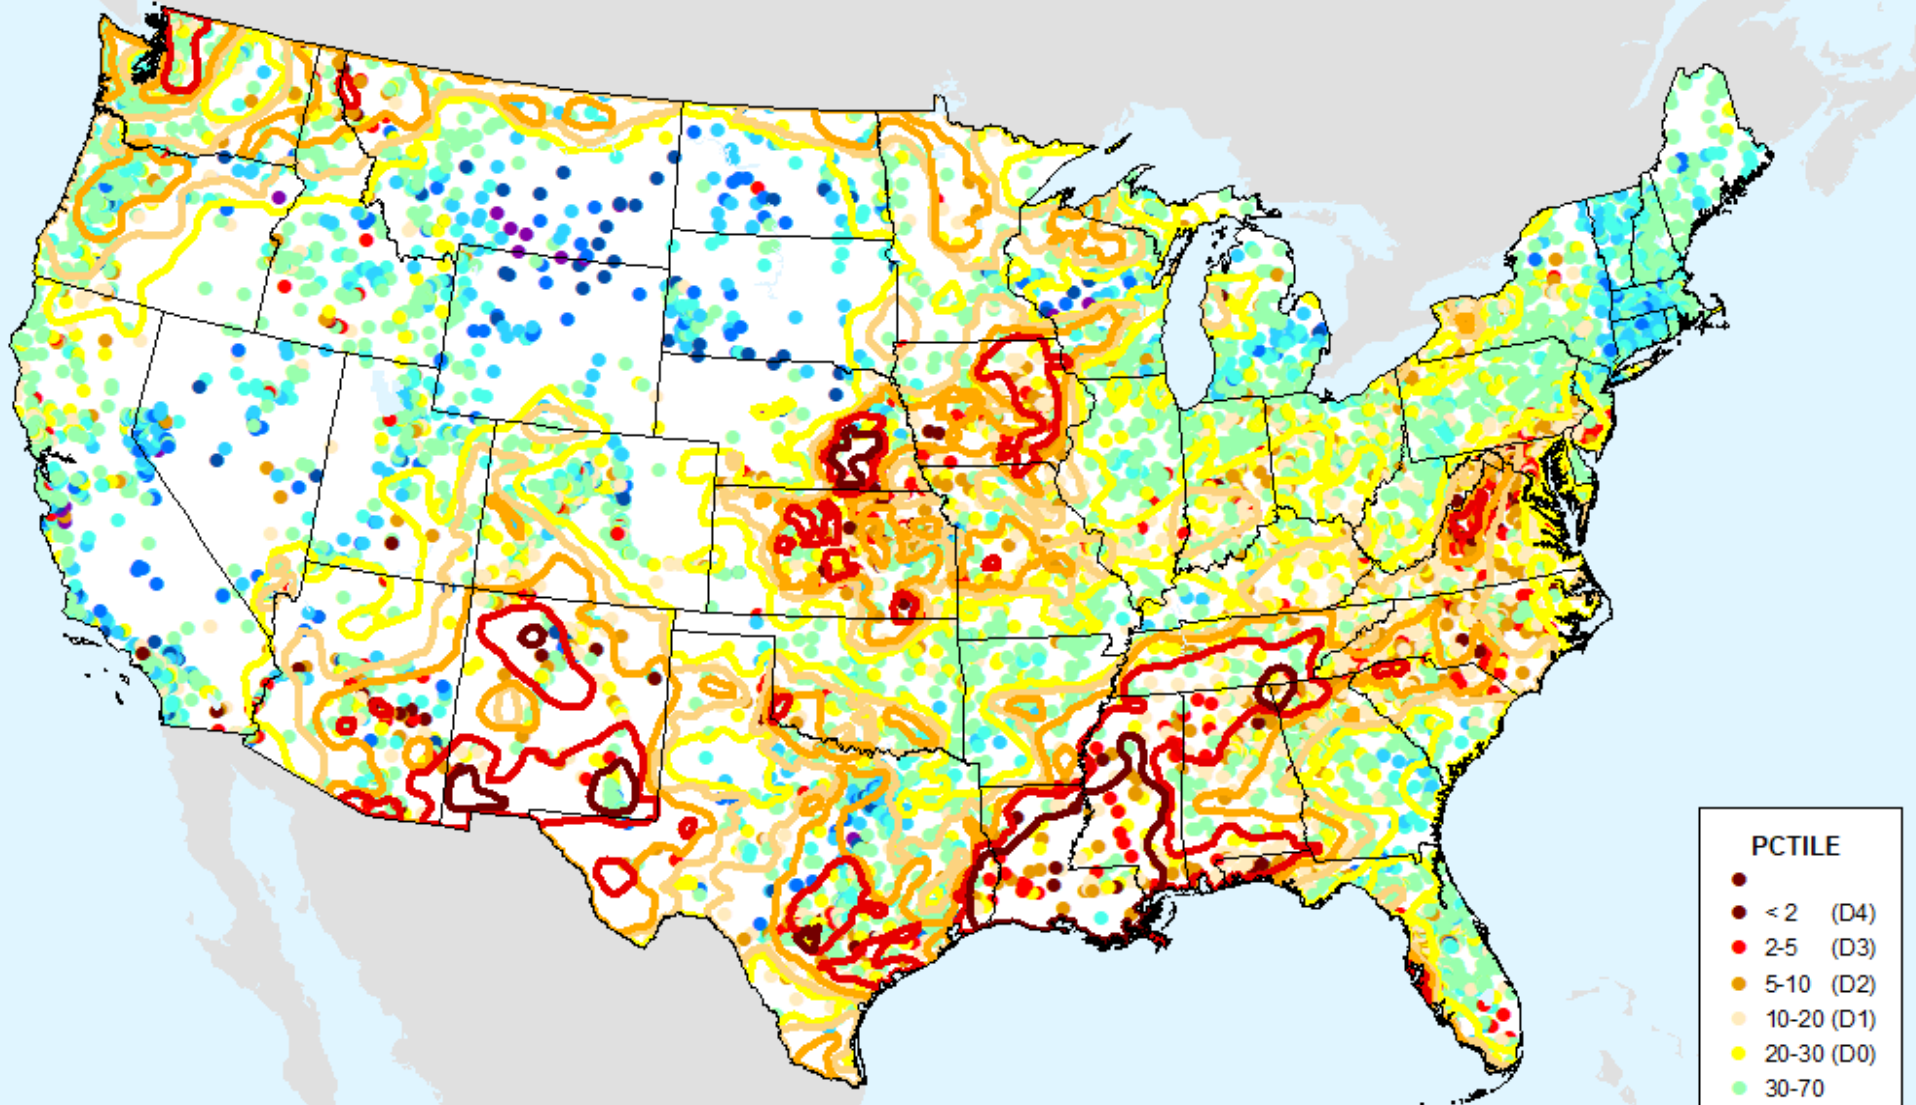 PCTILE
< 2 (D4)
2-5 (D3)
5-10 (D2)
10-20 (D1)
20-30 (D0)
30-70